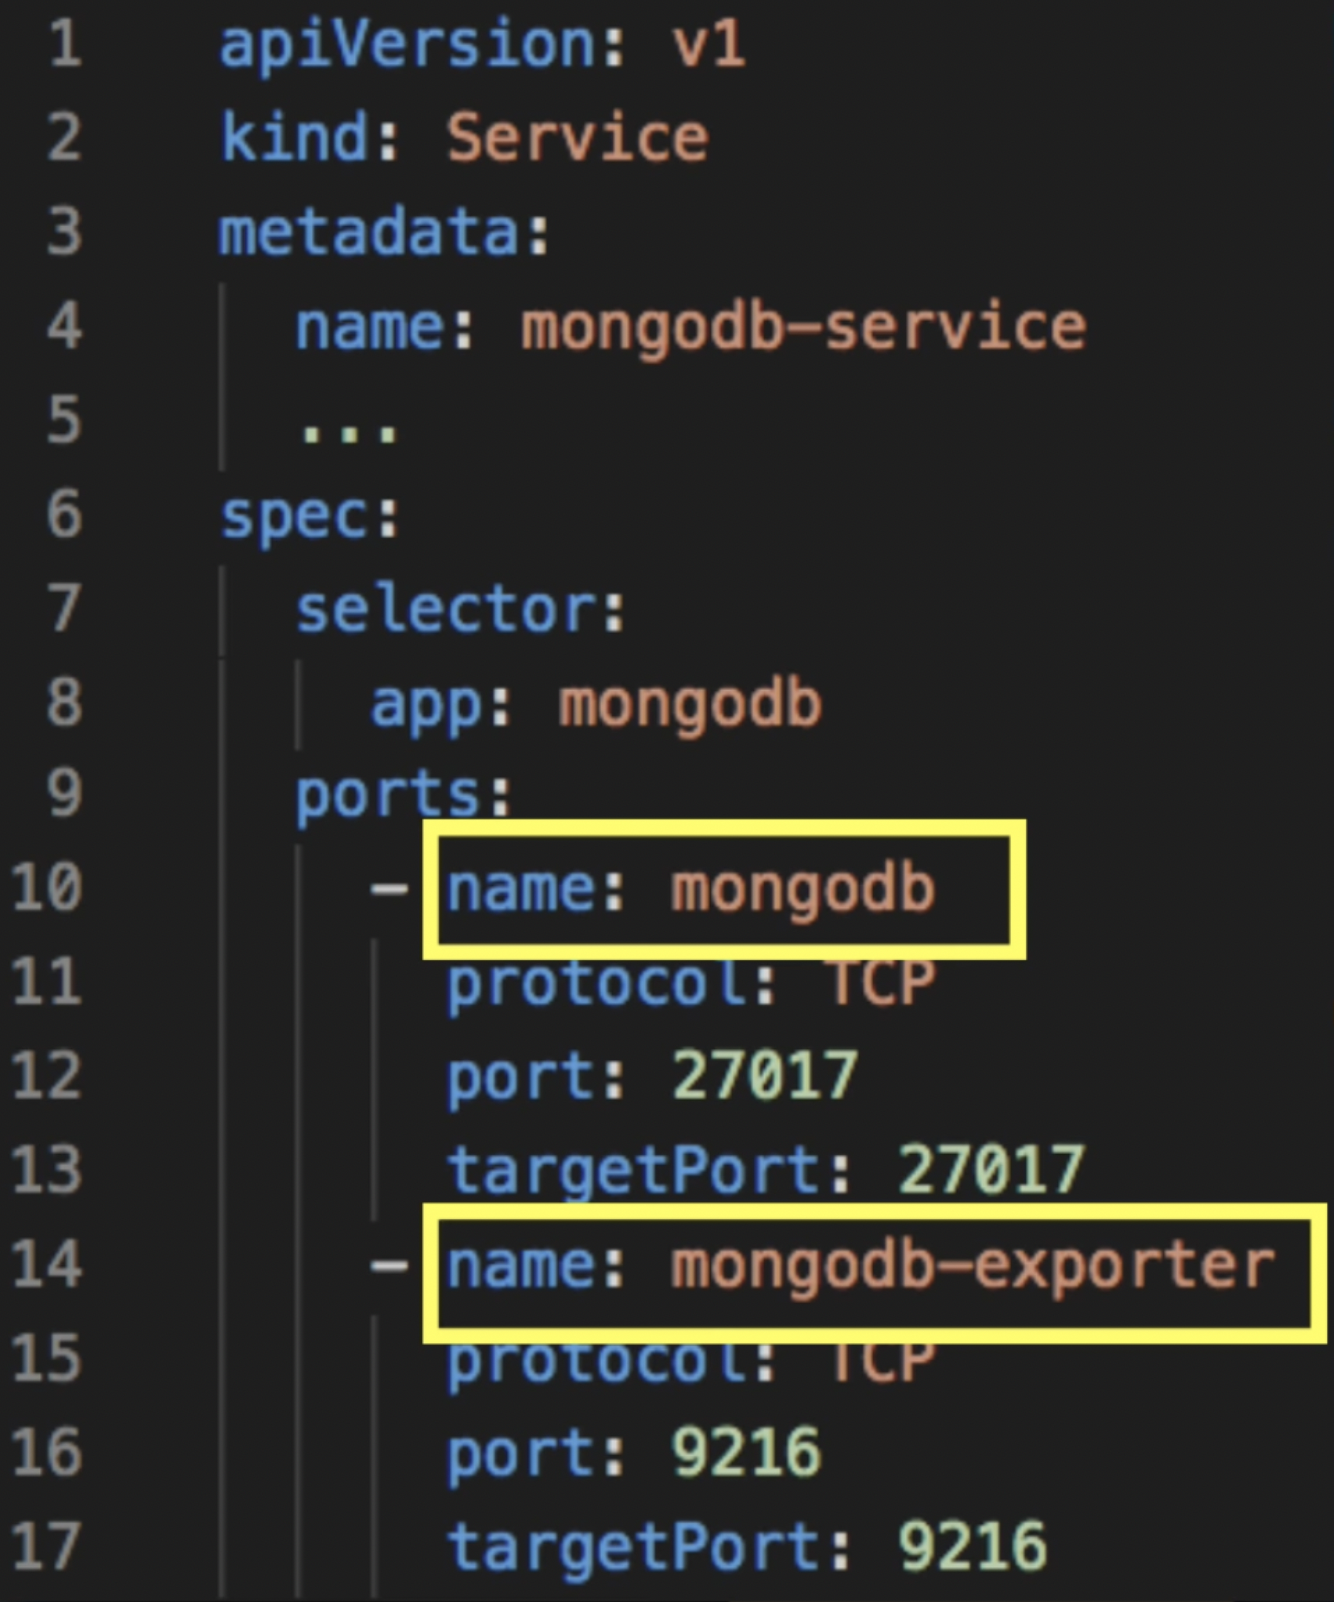 1 apiVersion: v1
2 kind: Service
3 metadata:
4   name: mongodb-service
5   ...
6 spec:
7   selector:
8     app: mongodb
9   ports:
10     - name: mongodb
11       protocol: TCP
12       port: 27017
13       targetPort: 27017
14     - name: mongodb-exporter
15       protocol: TCP
16       port: 9216
17       targetPort: 9216